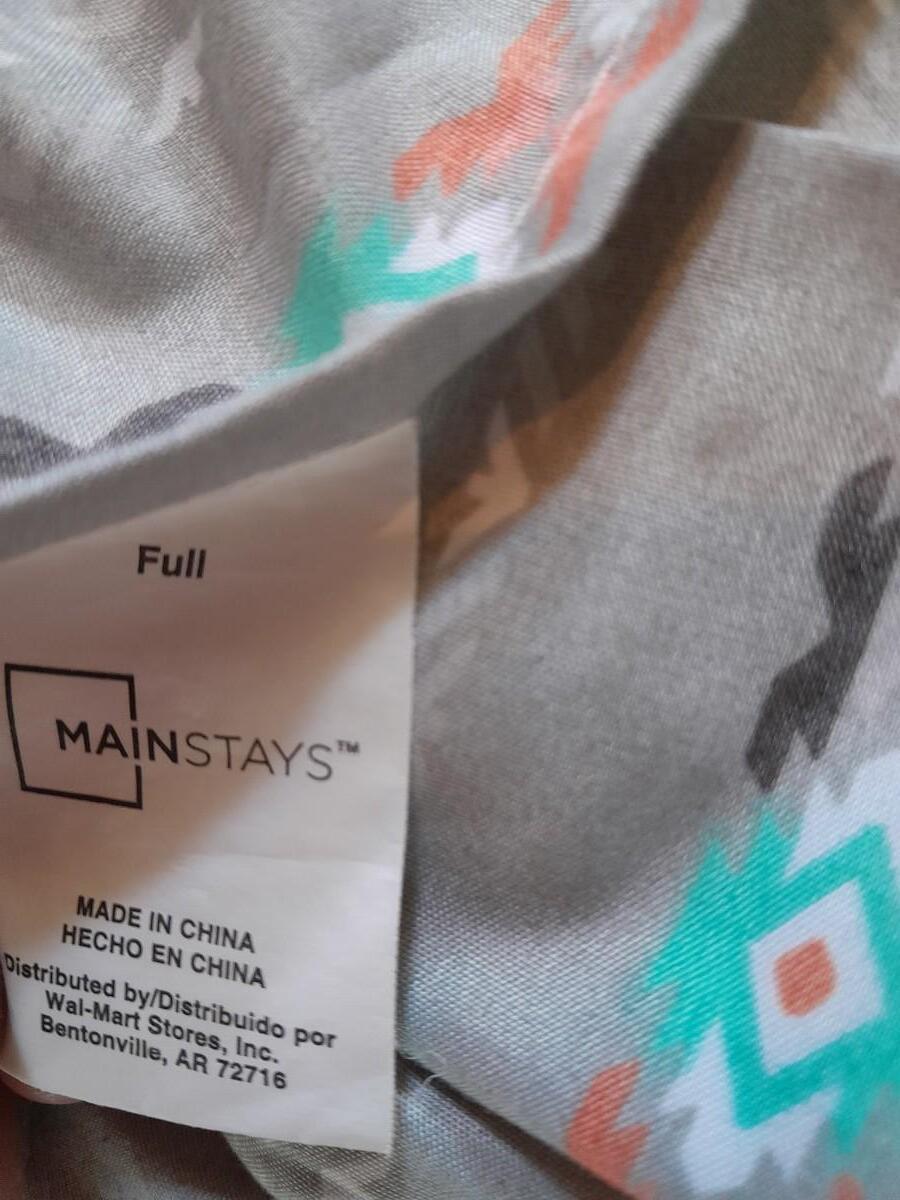 Full
MAINSTAYS™
MADE IN CHINA
HECHO EN CHINA
Distributed by/Distribuido por
Wal-Mart Stores, Inc.
Bentonville, AR 72716